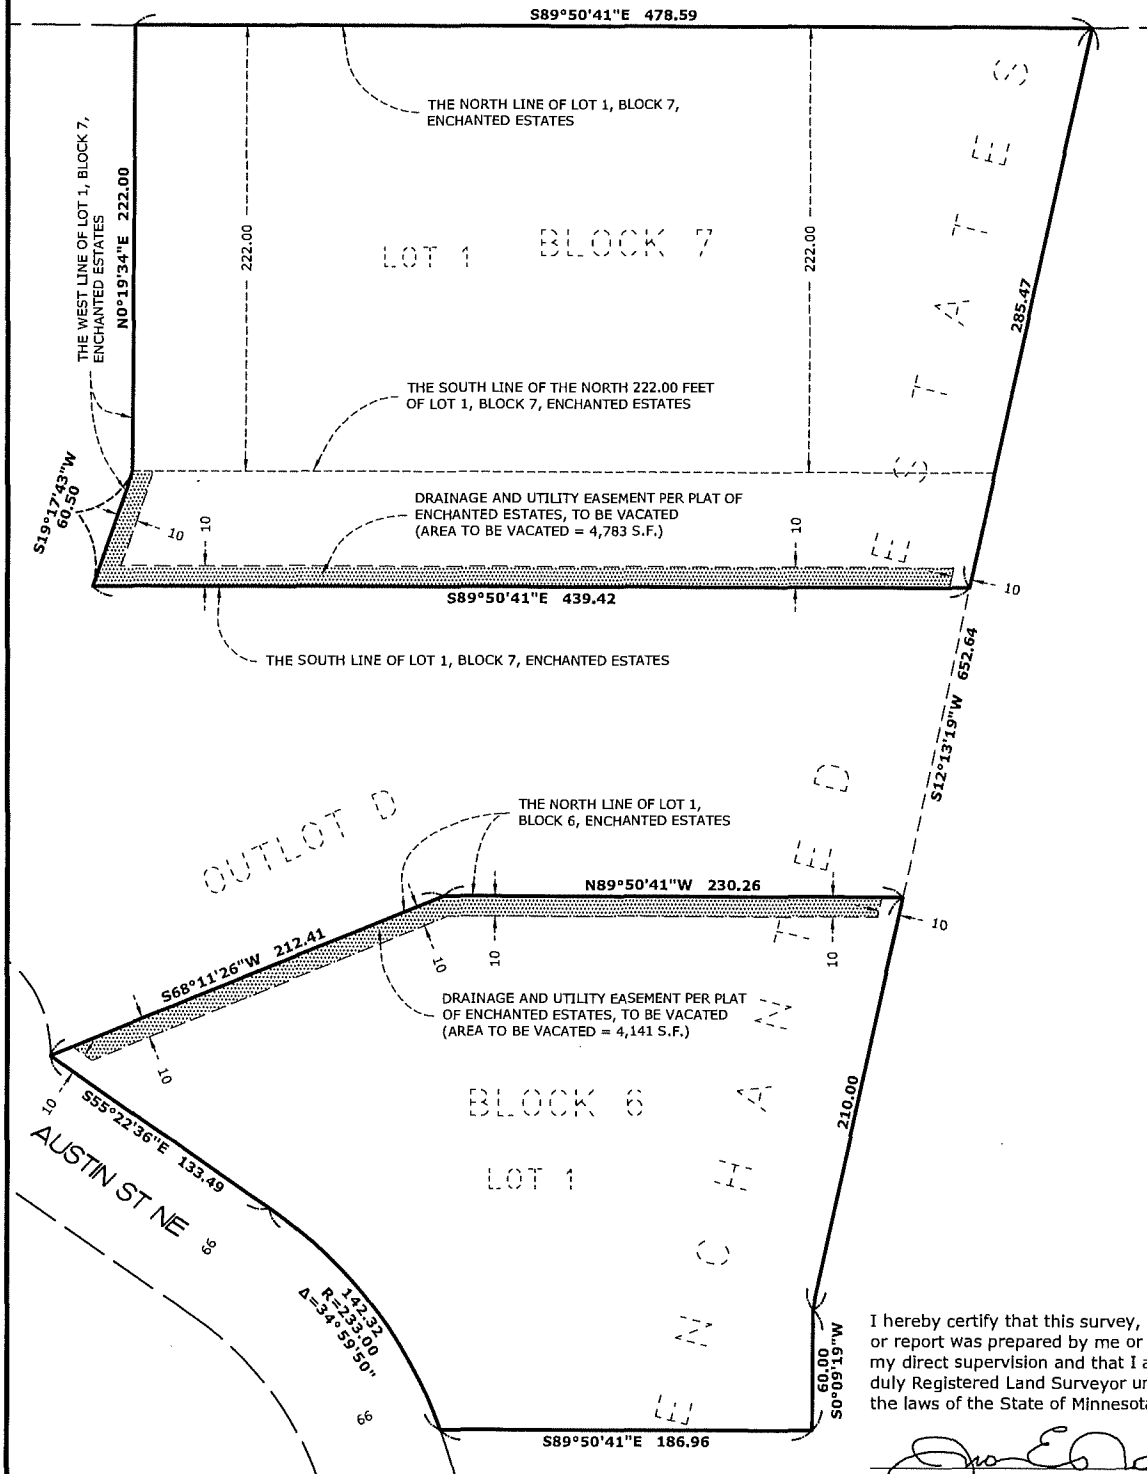 S89°50'41"E 478.59
THE NORTH LINE OF LOT 1, BLOCK 7,
ENCHANTED ESTATES
THE WEST LINE OF LOT 1, BLOCK 7,
ENCHANTED ESTATES
N0°19'34"E 222.00
222.00
LOT 1 BLOCK 7
222.00
285.47
THE SOUTH LINE OF THE NORTH 222.00 FEET
OF LOT 1, BLOCK 7, ENCHANTED ESTATES
S19°17'43"W
60.50
DRAINAGE AND UTILITY EASEMENT PER PLAT OF
ENCHANTED ESTATES, TO BE VACATED
(AREA TO BE VACATED = 4,783 S.F.)
10
10
10
10
S89°50'41"E 439.42
THE SOUTH LINE OF LOT 1, BLOCK 7, ENCHANTED ESTATES
S12°13'19"W 652.64
OUTLOT D
THE NORTH LINE OF LOT 1,
BLOCK 6, ENCHANTED ESTATES
N89°50'41"W 230.26
10
S68°11'26"W 212.41
10
10
10
DRAINAGE AND UTILITY EASEMENT PER PLAT
OF ENCHANTED ESTATES, TO BE VACATED
(AREA TO BE VACATED = 4,141 S.F.)
10
10
S55°22'36"E 133.49
AUSTIN ST NE
66
BLOCK 6
LOT 1
210.00
ENCHANTED ESTATES
142.32
R=233.00
Δ=34°59'50"
66
60.00
S0°09'19"W
S89°50'41"E 186.96
I hereby certify that this survey,
or report was prepared by me or
my direct supervision and that I a
duly Registered Land Surveyor un
the laws of the State of Minnesota